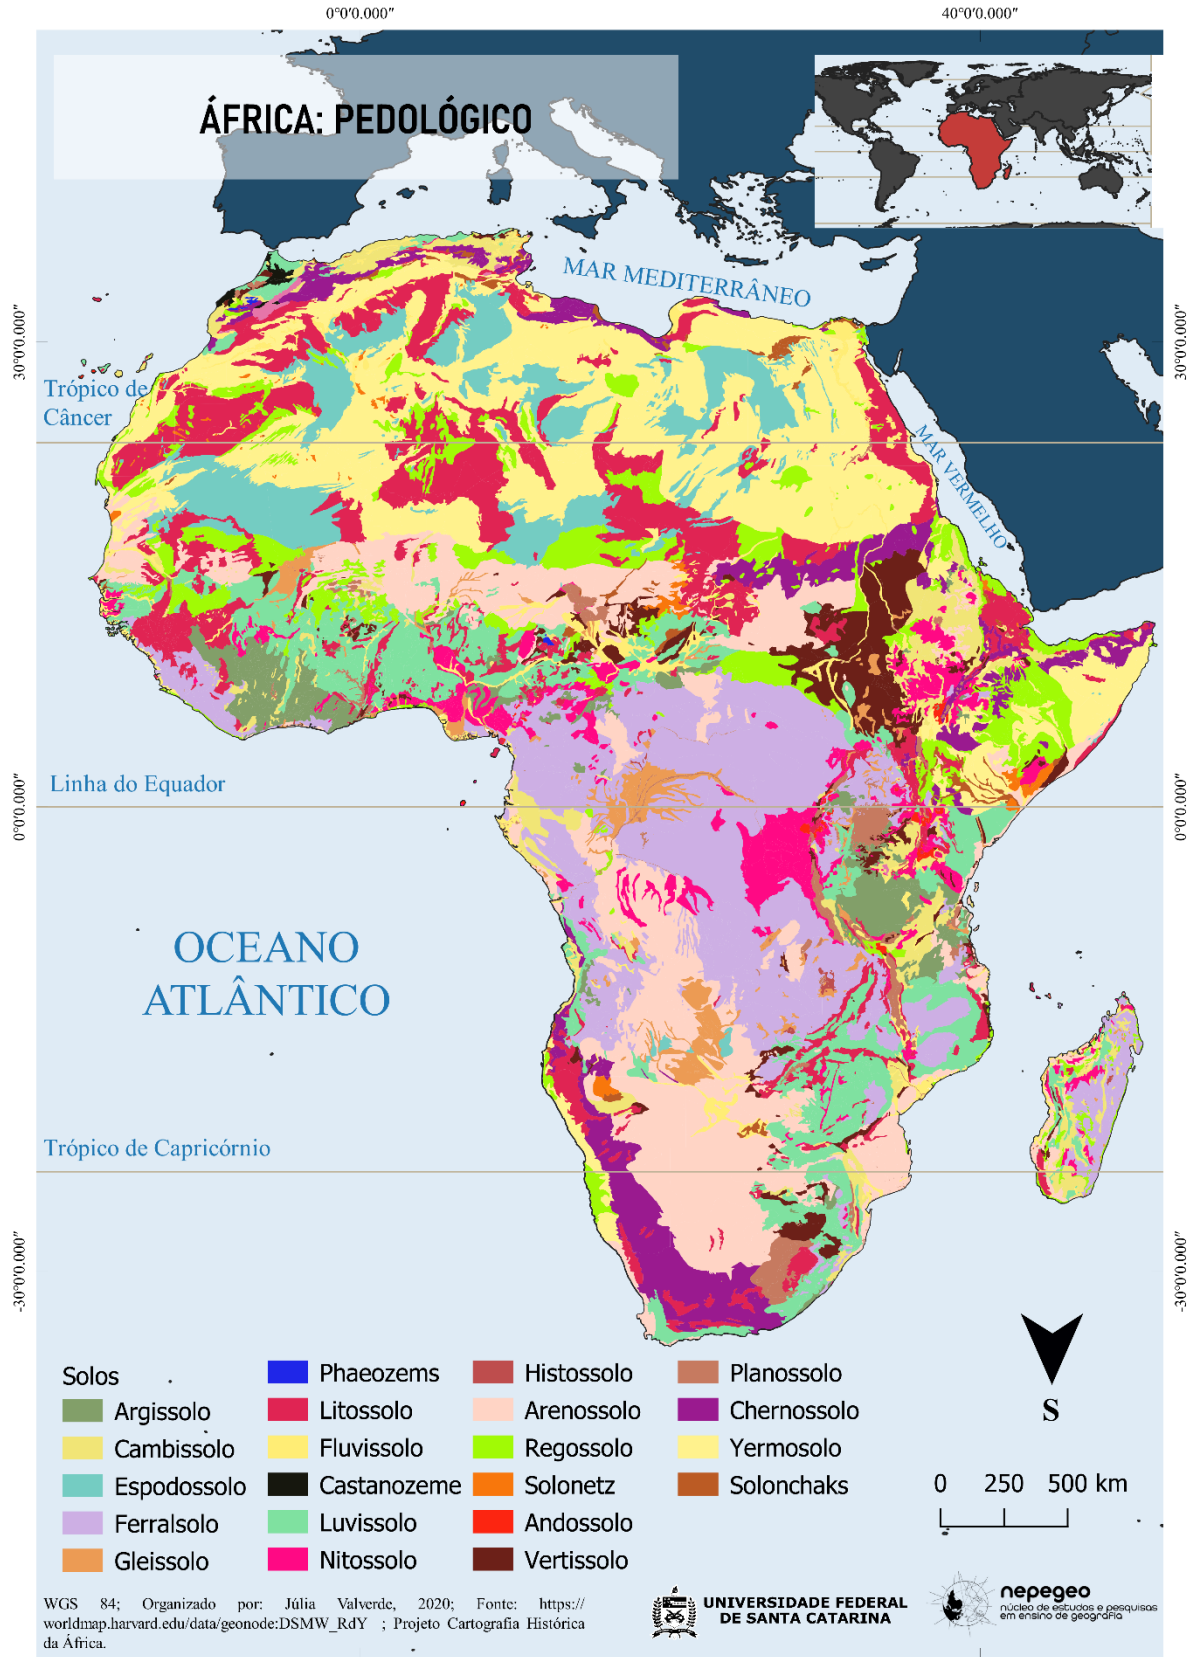 0°0′0.000″
40°0′0.000″
ÁFRICA: PEDOLÓGICO
MAR MEDITERRÂNEO
30°0′0.000″
30°0′0.000″
Trópico de
Câncer
MAR VERMELHO
Linha do Equador
0°0′0.000″
0°0′0.000″
OCEANO
ATLÂNTICO
Trópico de Capricórnio
-30°0′0.000″
-30°0′0.000″
Solos
Argissolo
Cambissolo
Espodossolo
Ferralsolo
Gleissolo
Phaeozems
Litossolo
Fluvissolo
Castanozeme
Luvissolo
Nitossolo
Histossolo
Arenossolo
Regossolo
Solonetz
Andossolo
Vertissolo
Planossolo
Chernossolo
Yermosolo
Solonchaks
S
0 250 500 km
WGS 84; Organizado por: Júlia Valverde, 2020; Fonte: https://
worldmap.harvard.edu/data/geonode:DSMW_RdY ; Projeto Cartografia Histórica
da África.
UNIVERSIDADE FEDERAL
DE SANTA CATARINA
nepegeo
núcleo de estudos e pesquisas
em ensino de geografia